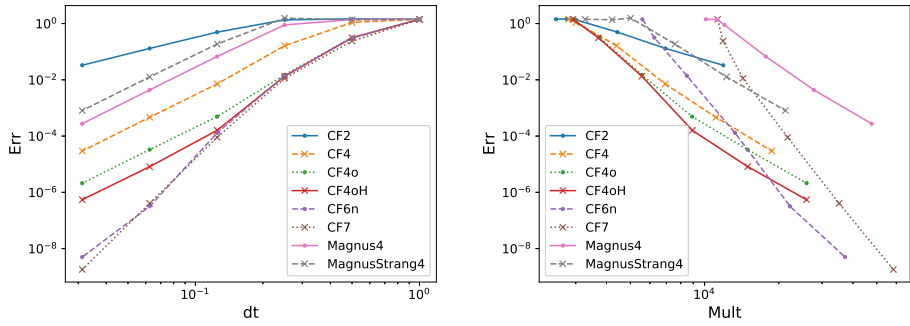 Err
10^0
10^-2
10^-4
10^-6
10^-8
CF2
CF4
CF4o
CF4oH
CF6n
CF7
Magnus4
MagnusStrang4
10^-1
10^0
dt
Err
10^0
10^-2
10^-4
10^-6
10^-8
CF2
CF4
CF4o
CF4oH
CF6n
CF7
Magnus4
MagnusStrang4
10^4
Mult